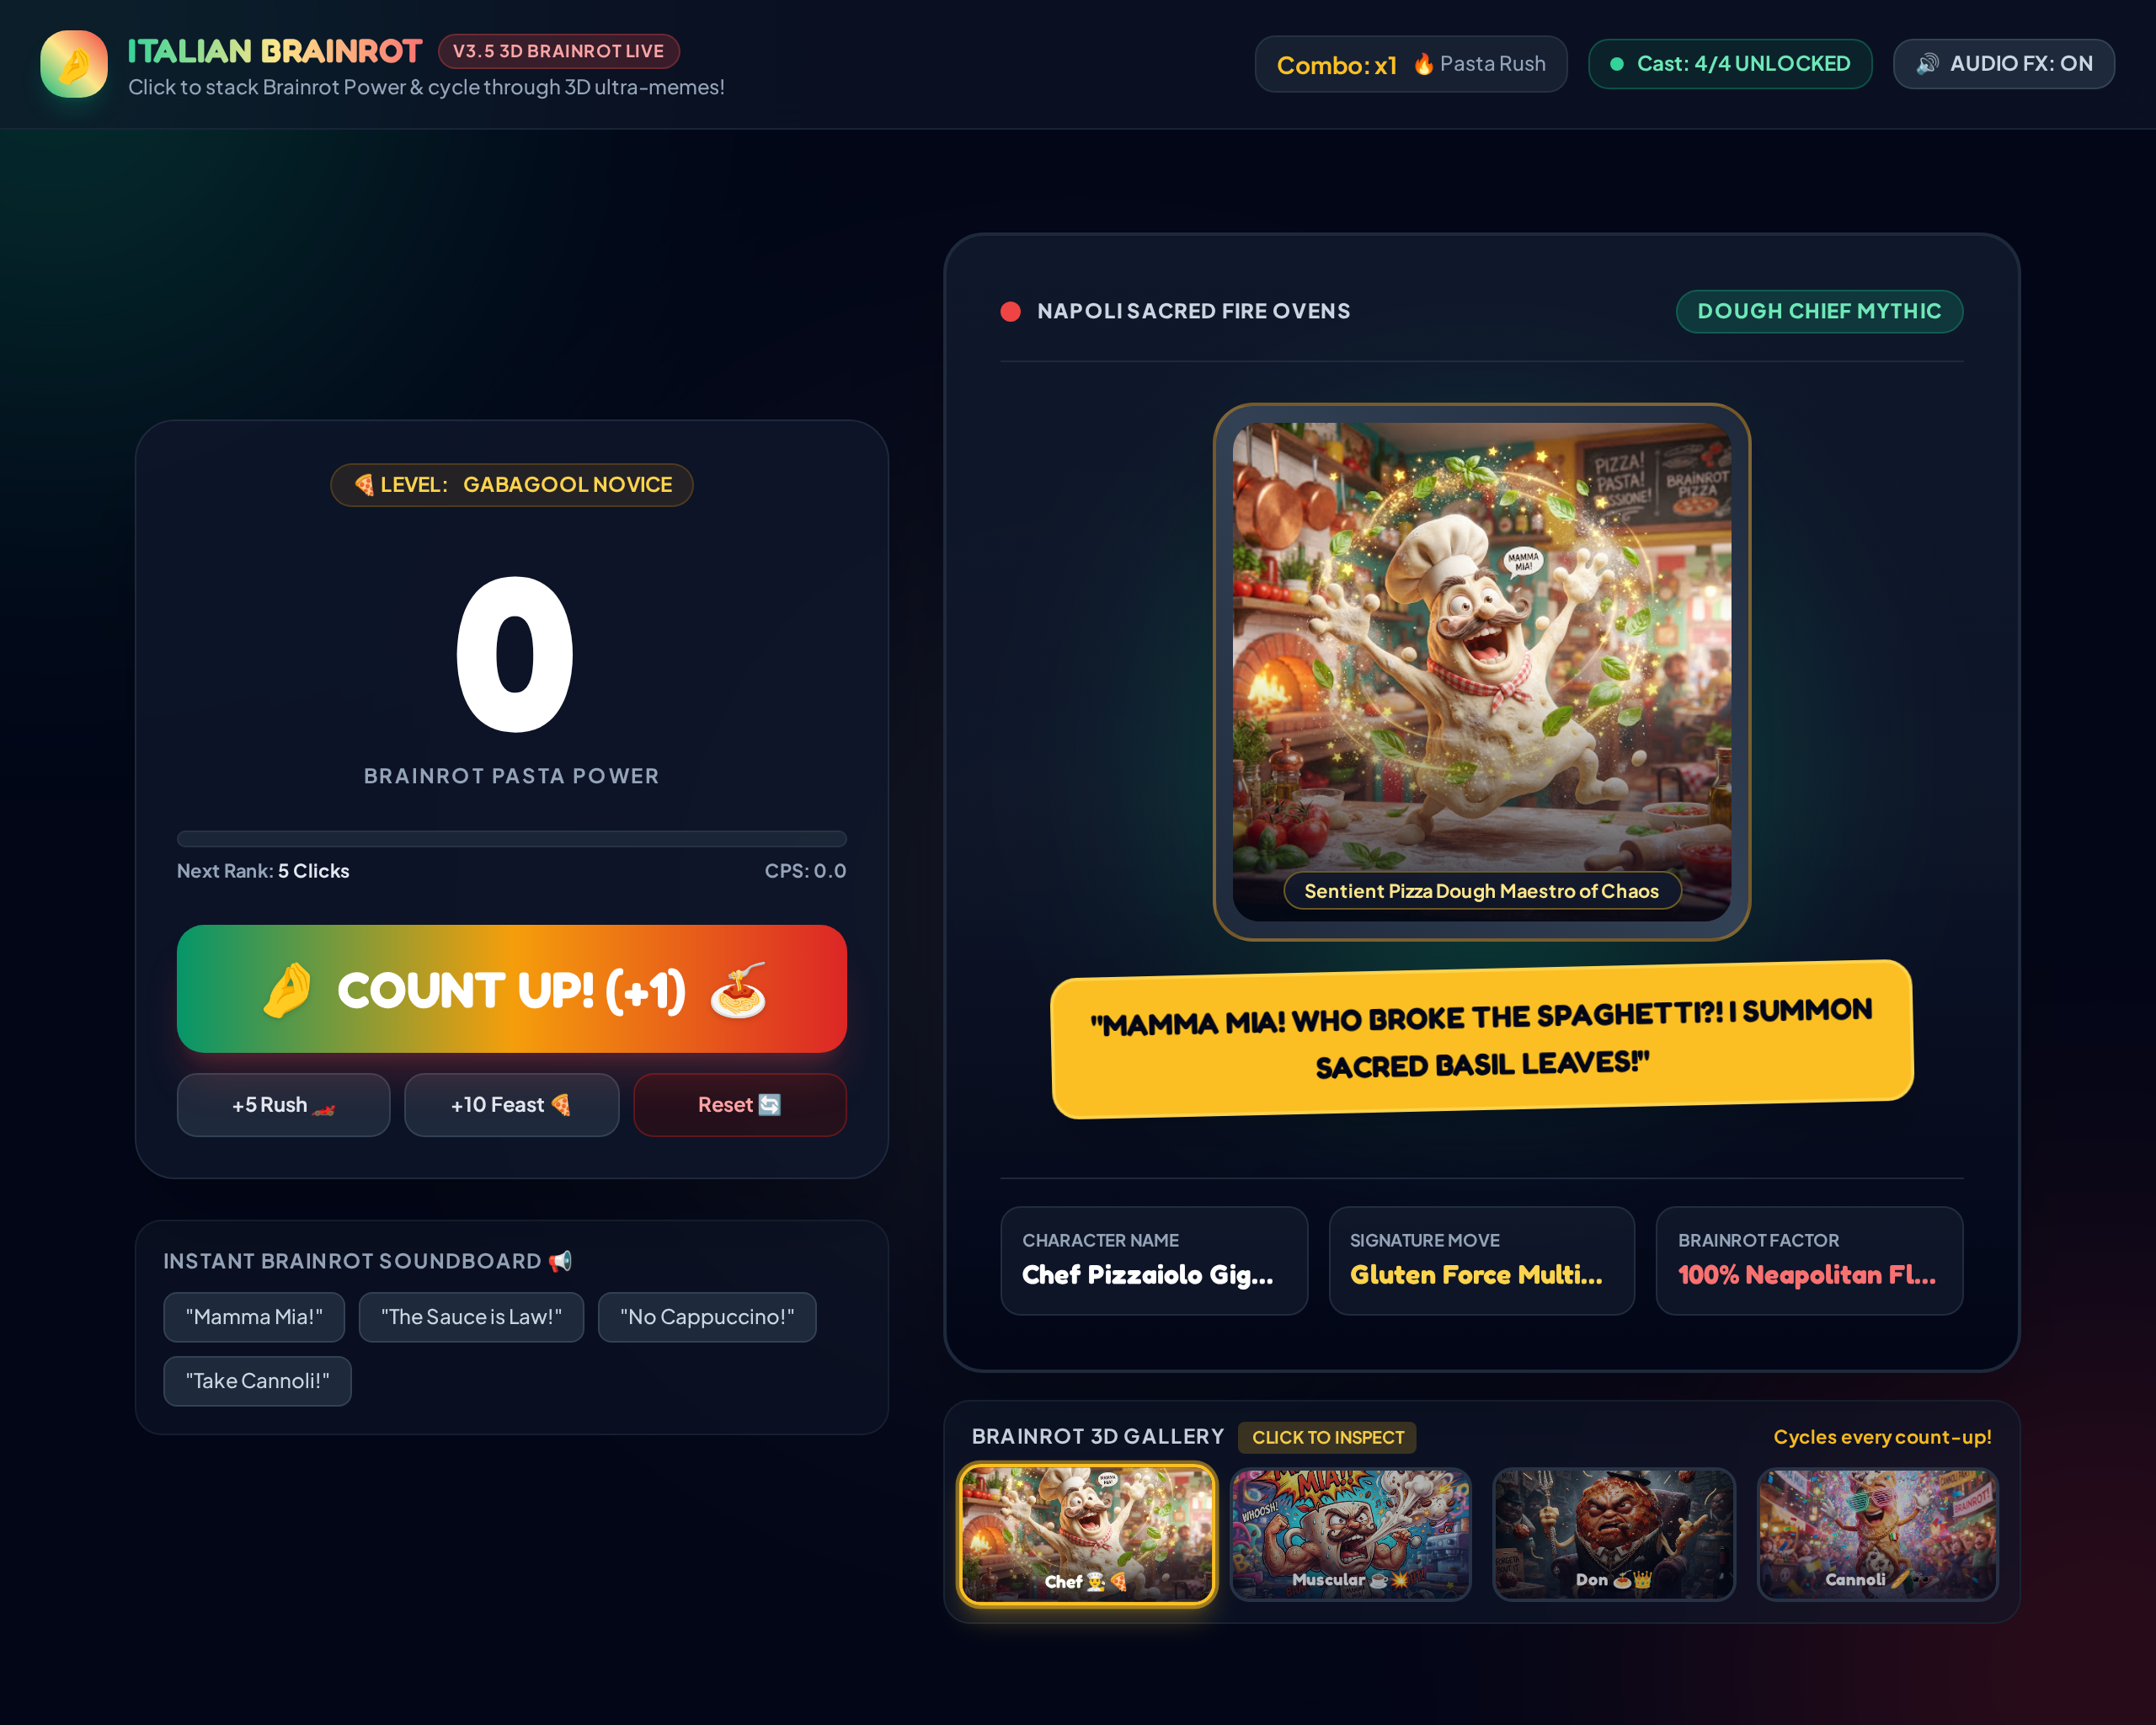 ITALIAN BRAINROT V3.5 3D BRAINROT LIVE
Click to stack Brainrot Power & cycle through 3D ultra-memes!
Combo: x1 🔥 Pasta Rush
Cast: 4/4 UNLOCKED
🔊 AUDIO FX: ON
🍕 LEVEL: GABAGOOL NOVICE
0
BRAINROT PASTA POWER
Next Rank: 5 Clicks CPS: 0.0
🤌 COUNT UP! (+1) 🍝
+5 Rush 🏎️ +10 Feast 🍕 Reset 🔄
INSTANT BRAINROT SOUNDBOARD 📢
"Mamma Mia!" "The Sauce is Law!" "No Cappuccino!"
"Take Cannoli!"
NAPOLI SACRED FIRE OVENS DOUGH CHIEF MYTHIC
PIZZA!
PASTA!
SSIONE!
BRAINROT
PIZZA
MAMMA
MIA!
Sentient Pizza Dough Maestro of Chaos
"MAMMA MIA! WHO BROKE THE SPAGHETTI?! I SUMMON
SACRED BASIL LEAVES!"
CHARACTER NAME
Chef Pizzaiolo Gig...
SIGNATURE MOVE
Gluten Force Multi...
BRAINROT FACTOR
100% Neapolitan Fl...
BRAINROT 3D GALLERY CLICK TO INSPECT Cycles every count-up!
Chef 👨‍🍳🍕
MIA!!
WHOOSH!
Muscular ☕💥
Don 🍝👑
BRAINROT!
Cannoli 🥖🕶️